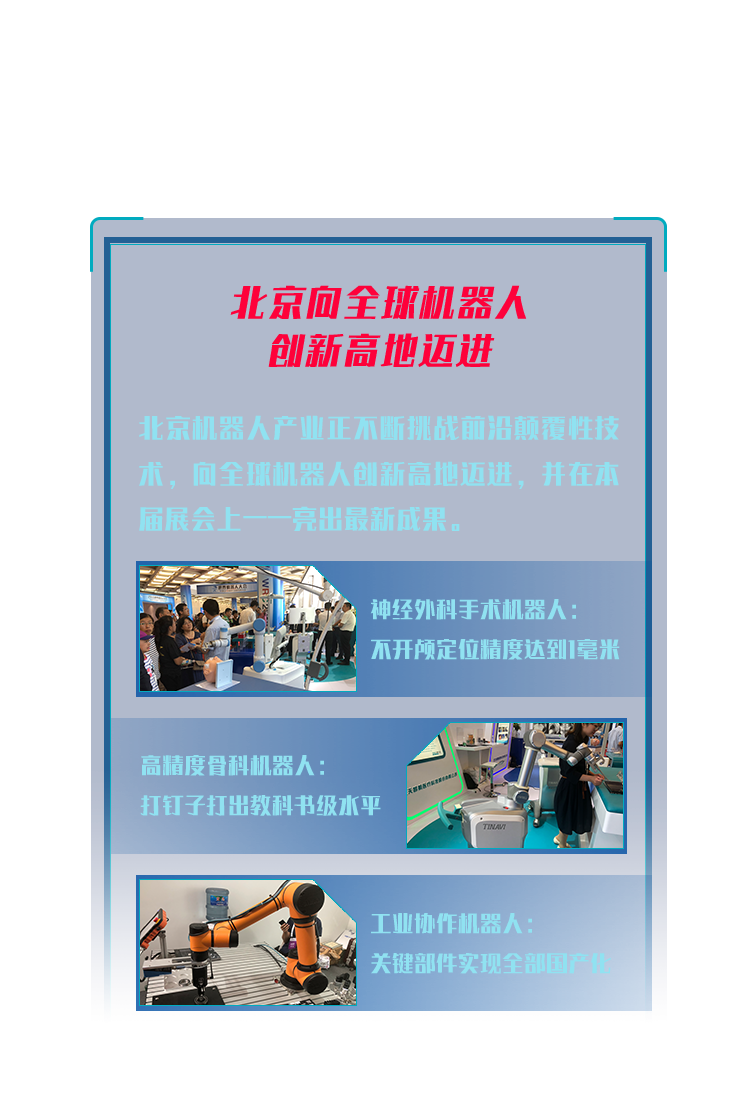 北京向全球机器人
创新高地迈进
北京机器人产业正不断挑战前沿颠覆性技
术，向全球机器人创新高地迈进，并在本
届展会上一一亮出最新成果。
神经外科手术机器人：
不开颅定位精度达到1毫米
高精度骨科机器人：
打钉子打出教科书级水平
TINAVI
工业协作机器人：
关键部件实现全部国产化